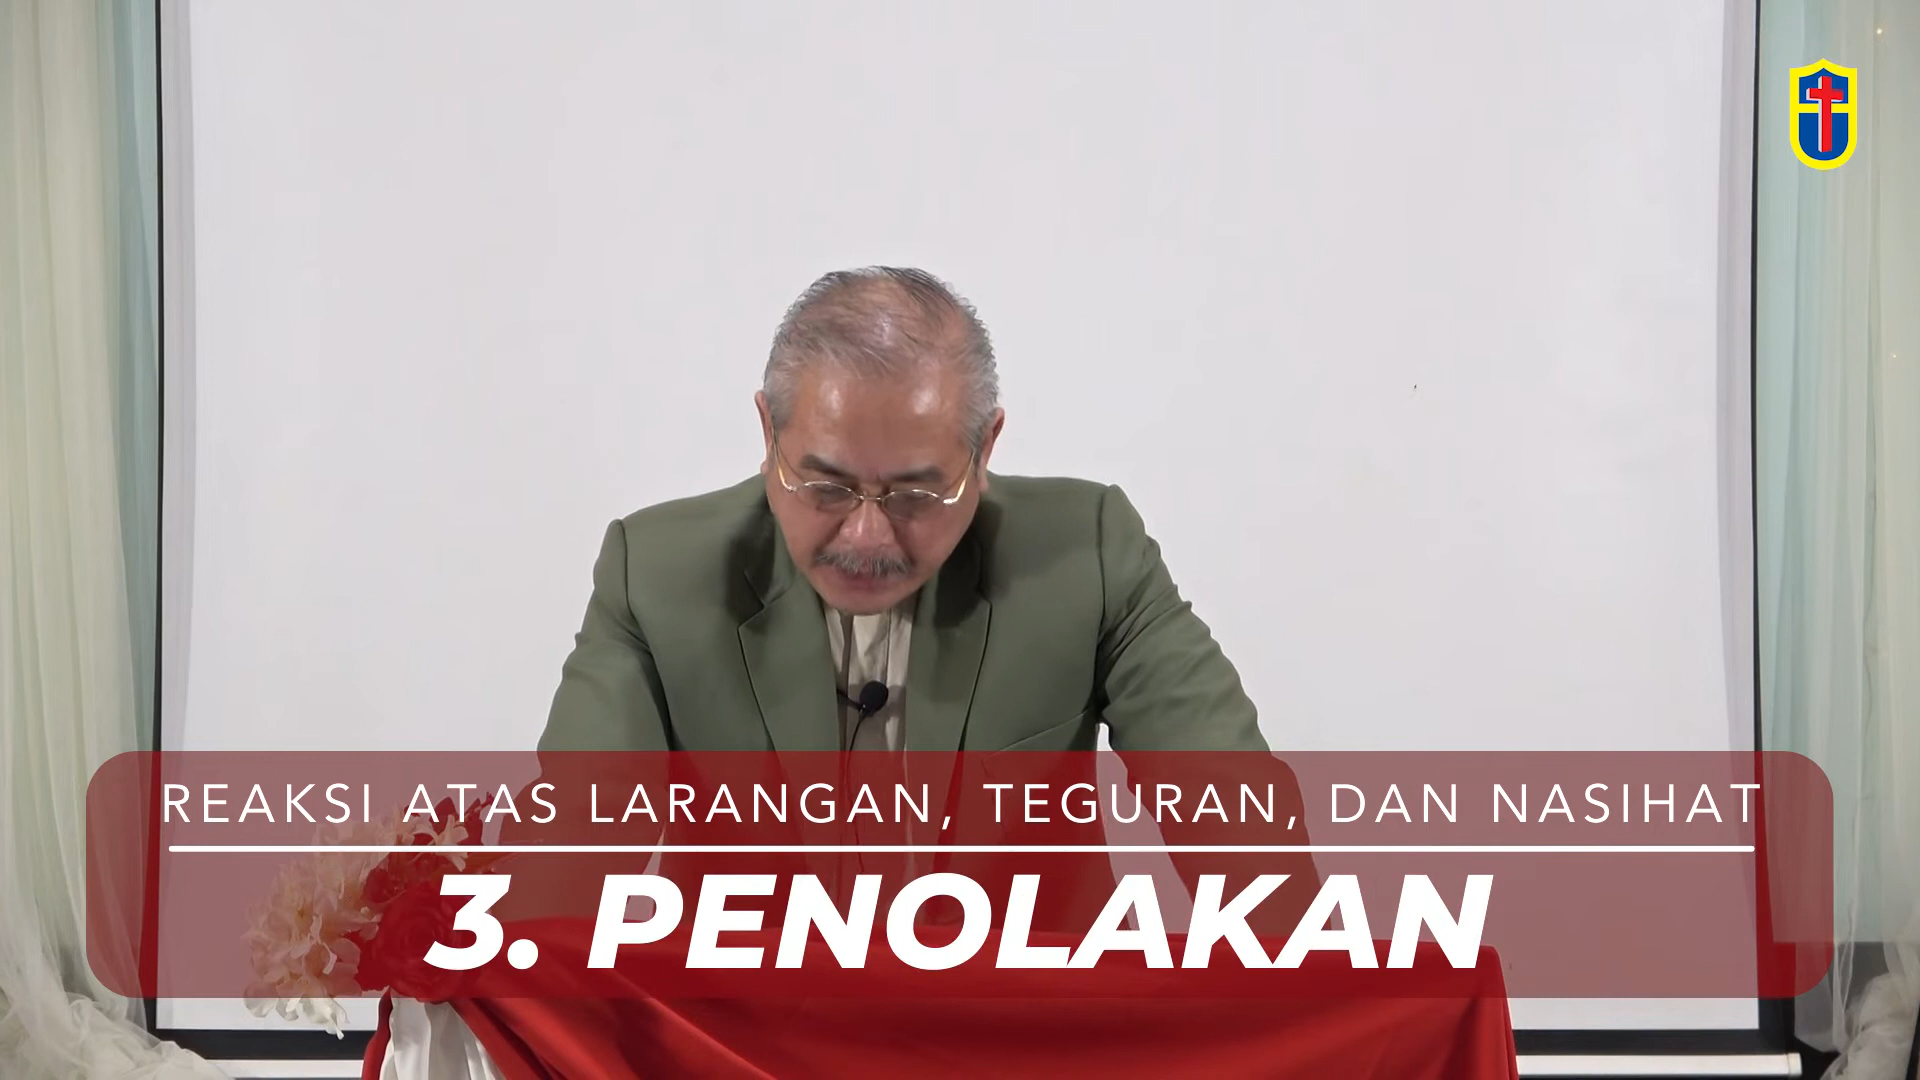 REAKSI ATAS LARANGAN, TEGURAN, DAN NASIHAT
3. PENOLAKAN